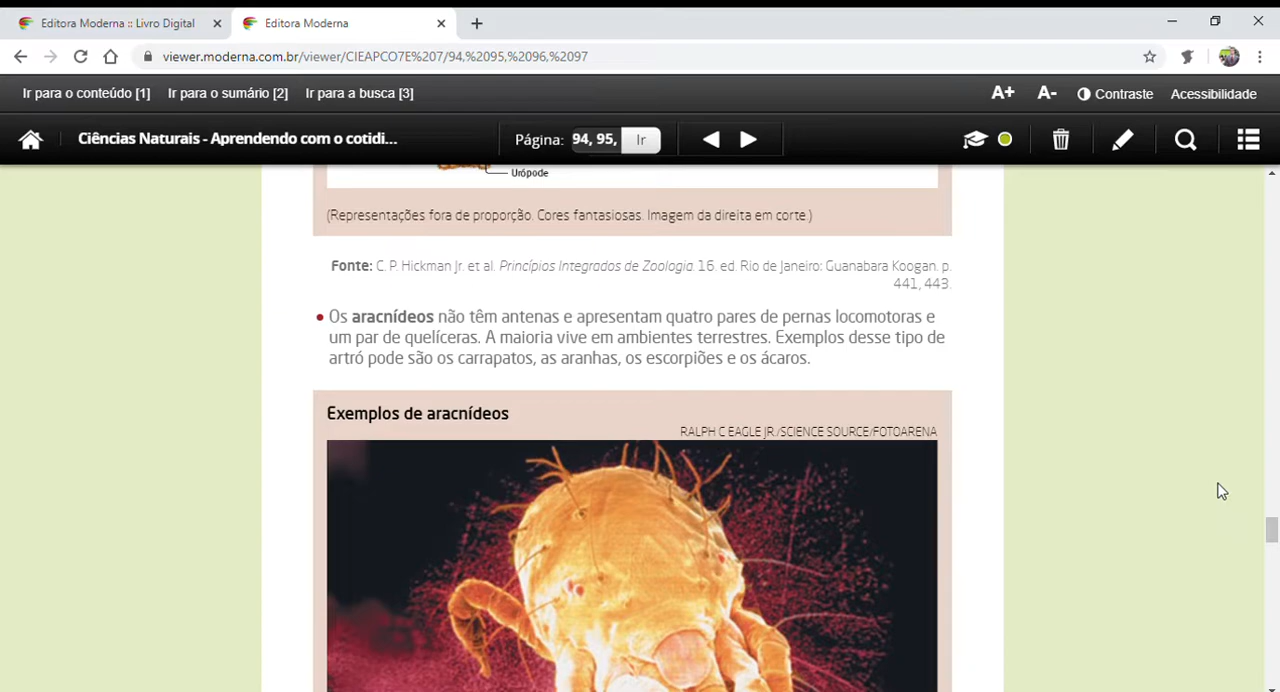 Editora Moderna :: Livro Digital
Editora Moderna
viewer.moderna.com.br/viewer/CIEAPCO7E%207/94,%2095,%2096,%2097
Ir para o conteúdo [1] Ir para o sumário [2] Ir para a busca [3]
A+ A- Contraste Acessibilidade
Ciências Naturais - Aprendendo com o cotidi...
Página: 94, 95, Ir
Urópode
(Representações fora de proporção. Cores fantasiosas. Imagem da direita em corte.)
Fonte: C. P. Hickman Jr. et al. Princípios Integrados de Zoologia. 16. ed. Rio de Janeiro: Guanabara Koogan. p.
441, 443.
• Os aracnídeos não têm antenas e apresentam quatro pares de pernas locomotoras e
um par de quelíceras. A maioria vive em ambientes terrestres. Exemplos desse tipo de
artró pode são os carrapatos, as aranhas, os escorpiões e os ácaros.
Exemplos de aracnídeos
RALPH C EAGLE JR./SCIENCE SOURCE/FOTOARENA